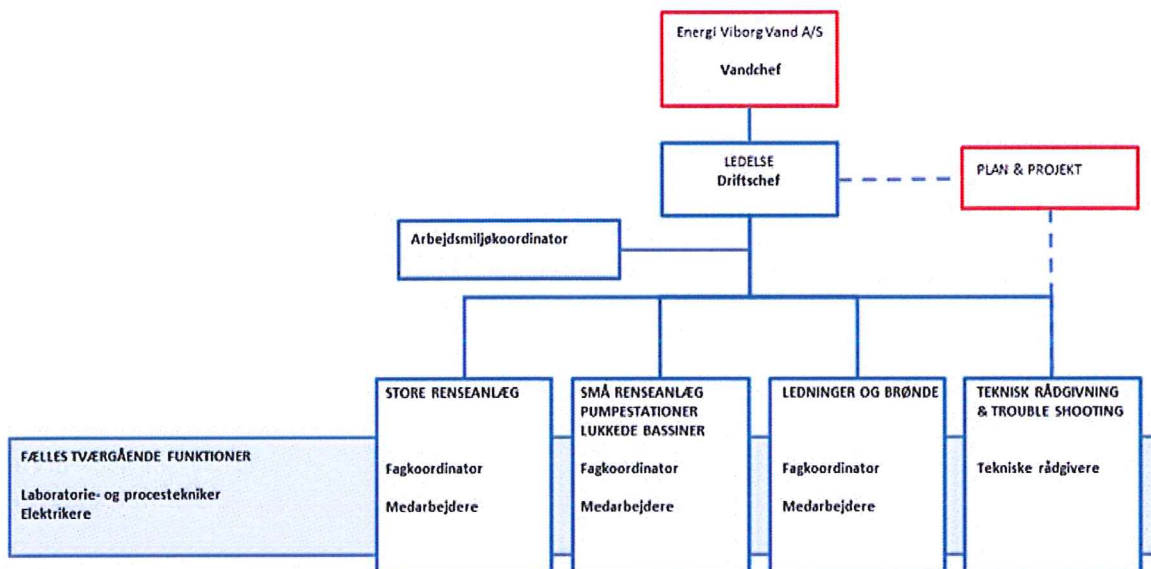 Energi Viborg Vand A/S
Vandchef
LEDELSE
Driftschef
PLAN & PROJEKT
Arbejdsmiljøkoordinator
STORE RENSEANLÆG
Fagkoordinator
Medarbejdere
SMÅ RENSEANLÆG
PUMPESTATIONER
LUKKEDE BASSINER
Fagkoordinator
Medarbejdere
LEDNINGER OG BRØNDE
Fagkoordinator
Medarbejdere
TEKNISK RÅDGIVNING
& TROUBLE SHOOTING
Tekniske rådgivere
FÆLLES TVÆRGÅENDE FUNKTIONER
Laboratorie- og procestekniker
Elektrikere